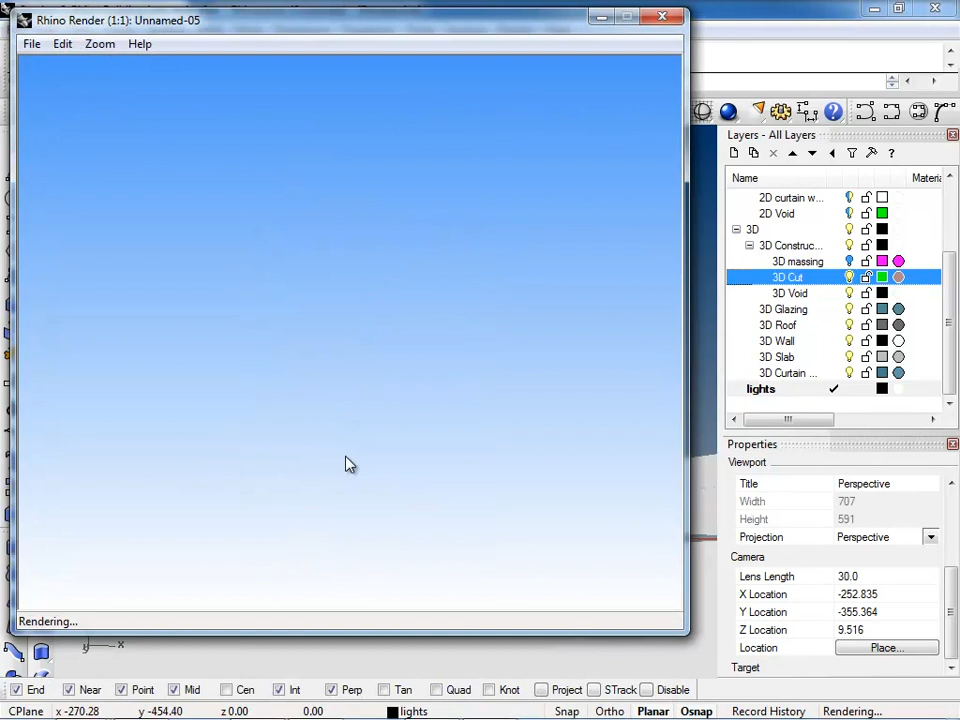 Rhino Render (1:1): Unnamed-05
File Edit Zoom Help
Layers - All Layers
Name Materia
2D curtain w...
2D Void
3D
3D Construc...
3D massing
3D Cut
3D Void
3D Glazing
3D Roof
3D Wall
3D Slab
3D Curtain ...
lights
Properties
Viewport
Title Perspective
Width 707
Height 591
Projection Perspective
Camera
Lens Length 30.0
X Location -252.835
Y Location -355.364
Z Location 9.516
Location Place...
Target
Rendering...
y x
End Near Point Mid Cen Int Perp Tan Quad Knot Project STrack Disable
CPlane x -270.28 y -454.40 z 0.00 0.00 lights Snap Ortho Planar Osnap Record History Rendering...